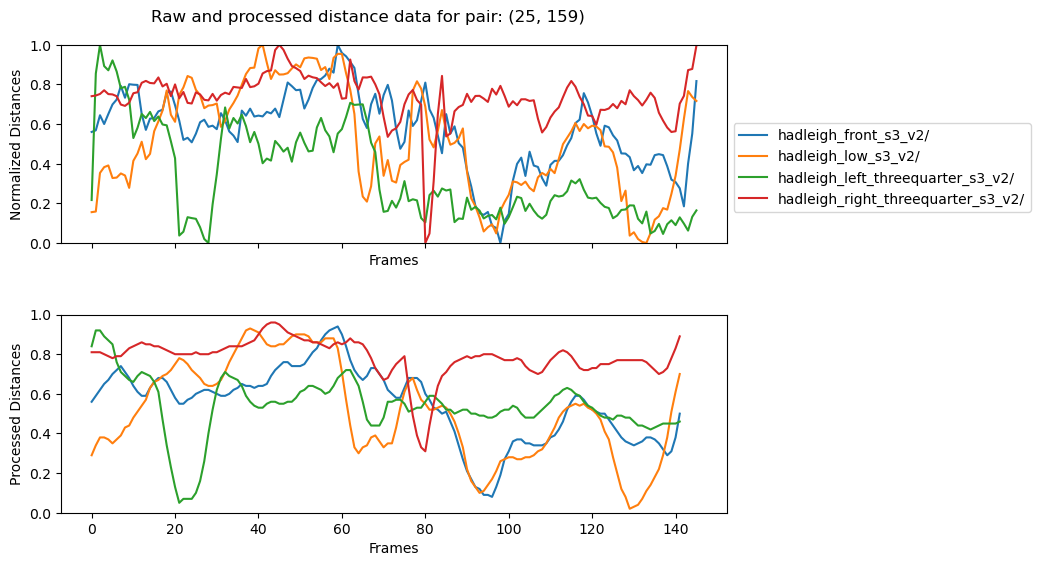 Raw and processed distance data for pair: (25, 159)
1.0
0.8
0.6
0.4
0.2
0.0
Normalized Distances
Frames
hadleigh_front_s3_v2/
hadleigh_low_s3_v2/
hadleigh_left_threequarter_s3_v2/
hadleigh_right_threequarter_s3_v2/
1.0
0.8
0.6
0.4
0.2
0.0
Processed Distances
0 20 40 60 80 100 120 140
Frames